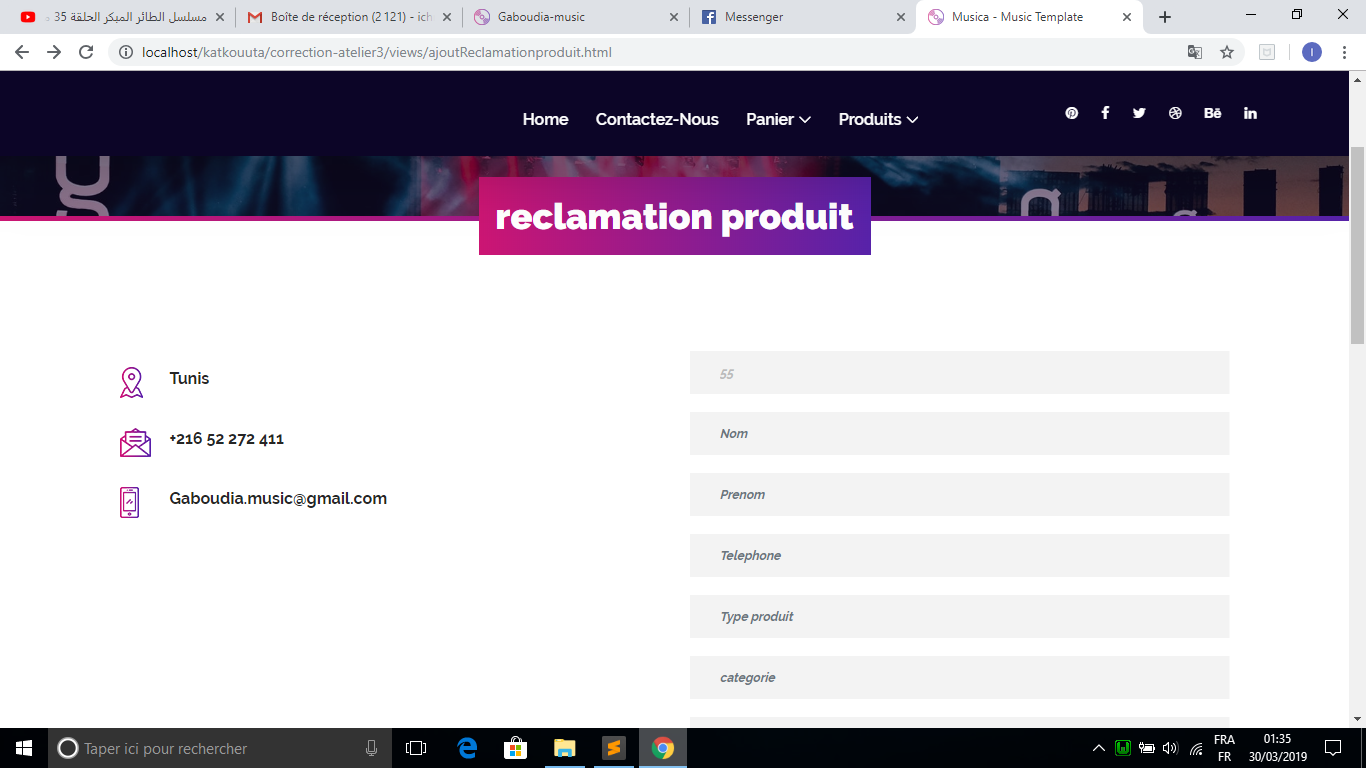 مسلسل الطائر المبكر الحلقة 35
Boîte de réception (2 121) - ich
Gaboudia-music
Messenger
Musica - Music Template
localhost/katkouuta/correction-atelier3/views/ajoutReclamationproduit.html
I
Home Contactez-Nous Panier Produits
Bē in
g
reclamation produit
Tunis
+216 52 272 411
Gaboudia.music@gmail.com
55
Nom
Prenom
Telephone
Type produit
categorie
Taper ici pour rechercher
FRA
FR
01:35
30/03/2019